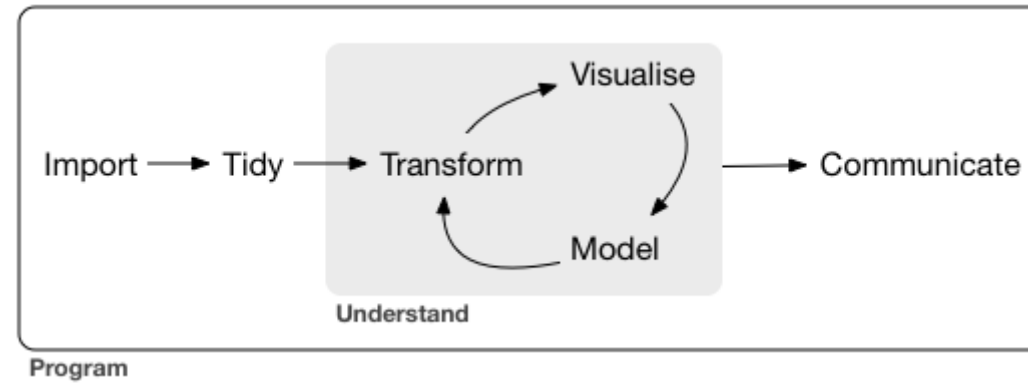 Visualise
Import Tidy Transform Communicate
Model
Understand
Program